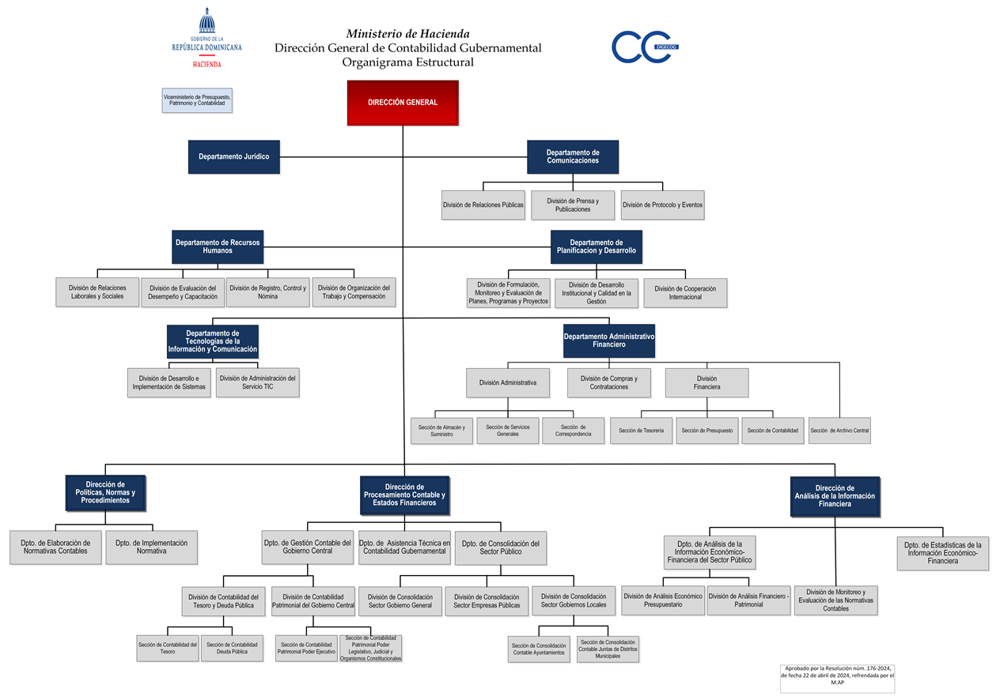 GOBIERNO DE LA
REPÚBLICA DOMINICANA
HACIENDA
Ministerio de Hacienda
Dirección General de Contabilidad Gubernamental
Organigrama Estructural
DIGECOG
Viceministerio de Presupuesto,
Patrimonio y Contabilidad
DIRECCIÓN GENERAL
Departamento Jurídico
Departamento de
Comunicaciones
División de Relaciones Públicas
División de Prensa y
Publicaciones
División de Protocolo y Eventos
Departamento de Recursos
Humanos
Departamento de
Planificacion y Desarrollo
División de Relaciones
Laborales y Sociales
División de Evaluación del
Desempeño y Capacitación
División de Registro, Control y
Nómina
División de Organización del
Trabajo y Compensación
División de Formulación,
Monitoreo y Evaluación de
Planes, Programas y Proyectos
División de Desarrollo
Institucional y Calidad en la
Gestión
División de Cooperación
Internacional
Departamento de
Tecnologías de la
Información y Comunicación
Departamento Administrativo
Financiero
División de Desarrollo e
Implementación de Sistemas
División de Administración del
Servicio TIC
División Administrativa
División de Compras y
Contrataciones
División
Financiera
Sección de Almacén y
Suministro
Sección de Servicios
Generales
Sección de
Correspondencia
Sección de Tesoreria
Sección de Presupuesto
Sección de Contabilidad
Sección de Archivo Central
Dirección de
Políticas, Normas y
Procedimientos
Dirección de
Procesamiento Contable y
Estados Financieros
Dirección de
Análisis de la Información
Financiera
Dpto. de Elaboración de
Normativas Contables
Dpto. de Implementación
Normativa
Dpto. de Gestión Contable del
Gobierno Central
Dpto. de Asistencia Técnica en
Contabilidad Gubernamental
Dpto. de Consolidación del
Sector Público
Dpto. de Análisis de la
Información Económico-
Financiera del Sector Público
Dpto. de Estadísticas de la
Información Económico-
Financiera
División de Contabilidad del
Tesoro y Deuda Pública
División de Contabilidad
Patrimonial del Gobierno Central
División de Consolidación
Sector Gobierno General
División de Consolidación
Sector Empresas Públicas
División de Consolidación
Sector Gobiernos Locales
División de Análisis Económico
Presupuestario
División de Análisis Financiero -
Patrimonial
División de Monitoreo y
Evaluación de las Normativas
Contables
Sección de Contabilidad del
Tesoro
Sección de Contabilidad
Deuda Pública
Sección de Contabilidad
Patrimonial Poder Ejecutivo
Sección de Contabilidad
Patrimonial Poder
Legislativo, Judicial y
Organismos Constitucionales
Sección de Consolidación
Contable Ayuntamientos
Sección de Consolidación
Contable Juntas de Distritos
Municipales
Aprobado por la Resolución núm. 176-2024,
de fecha 22 de abril de 2024, refrendada por el
M.AP